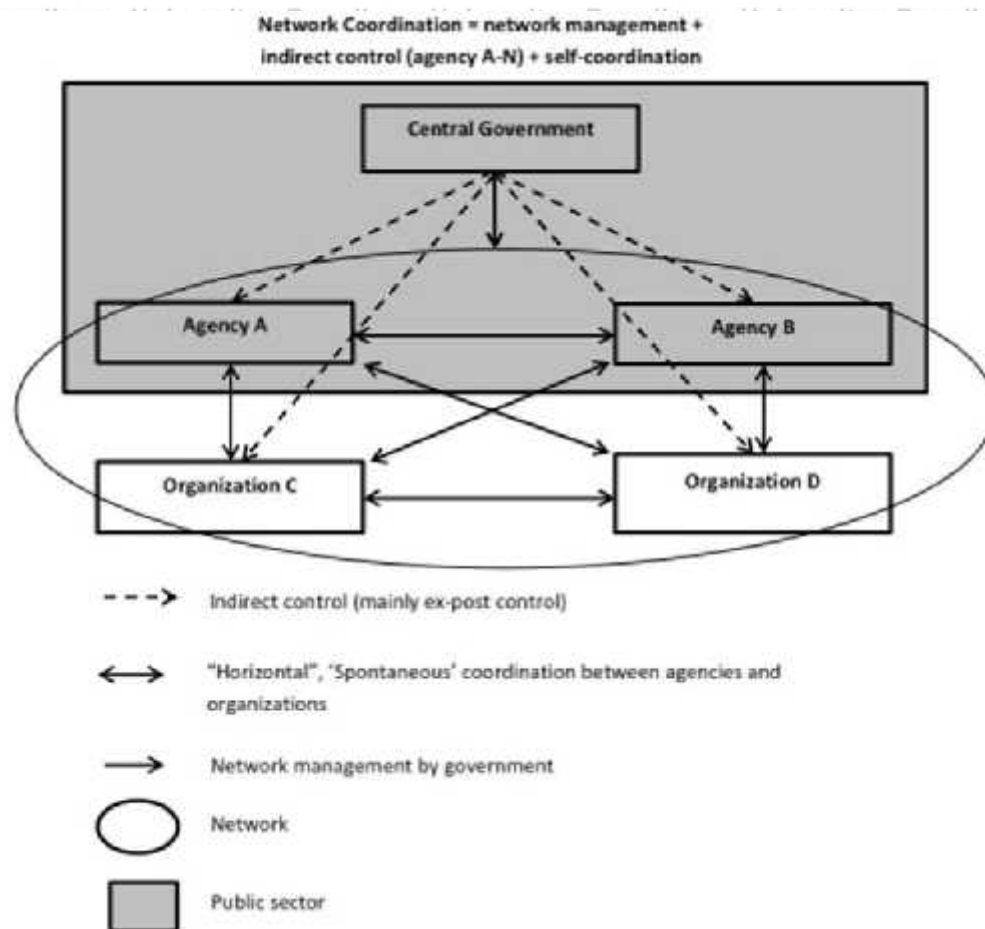 Network Coordination = network management +
indirect control (agency A-N) + self-coordination
Central Government
Agency A
Agency B
Organization C
Organization D
Indirect control (mainly ex-post control)
"Horizontal", 'Spontaneous' coordination between agencies and
organizations
Network management by government
Network
Public sector